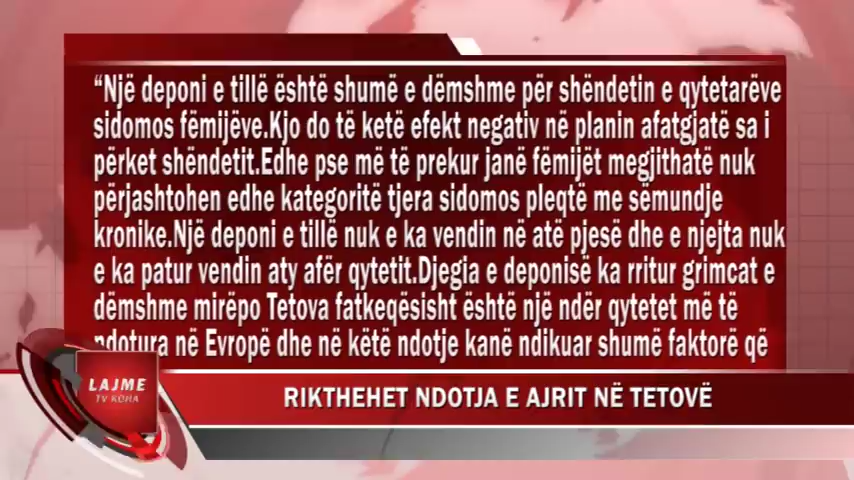 “Një deponi e tillë është shumë e dëmshme për shëndetin e qytetarëve
sidomos fëmijëve.Kjo do të ketë efekt negativ në planin afatgjatë sa i
përket shëndetit.Edhe pse më të prekur janë fëmijët megjithatë nuk
përjashtohen edhe kategoritë tjera sidomos pleqtë me sëmundje
kronike.Një deponi e tillë nuk e ka vendin në atë pjesë dhe e njejta nuk
e ka patur vendin aty afër qytetit.Djegia e deponisë ka rritur grimcat e
dëmshme mirëpo Tetova fatkeqësisht është një ndër qytetet më të
ndotura në Evropë dhe në këtë ndotje kanë ndikuar shumë faktorë që
LAJME
TV KOHA
RIKTHEHET NDOTJA E AJRIT NË TETOVË